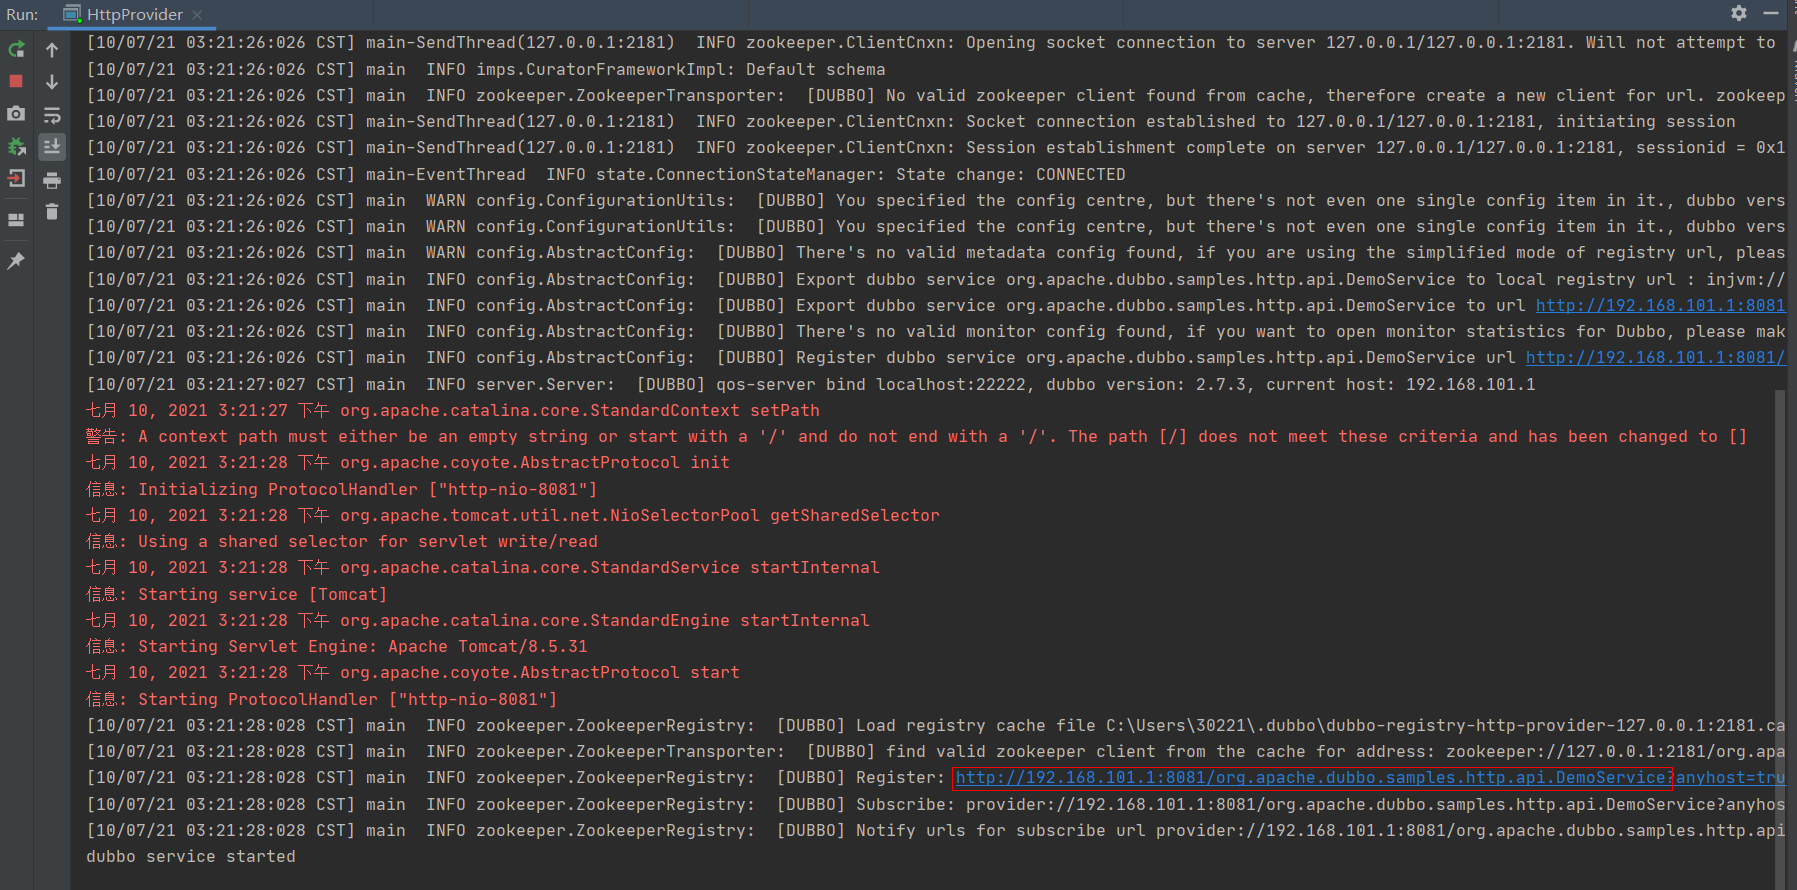 Run: HttpProvider
[10/07/21 03:21:26:026 CST] main-SendThread(127.0.0.1:2181)  INFO zookeeper.ClientCnxn: Opening socket connection to server 127.0.0.1/127.0.0.1:2181. Will not attempt to
[10/07/21 03:21:26:026 CST] main  INFO imps.CuratorFrameworkImpl: Default schema
[10/07/21 03:21:26:026 CST] main  INFO zookeeper.ZookeeperTransporter:  [DUBBO] No valid zookeeper client found from cache, therefore create a new client for url. zookeep
[10/07/21 03:21:26:026 CST] main-SendThread(127.0.0.1:2181)  INFO zookeeper.ClientCnxn: Socket connection established to 127.0.0.1/127.0.0.1:2181, initiating session
[10/07/21 03:21:26:026 CST] main-SendThread(127.0.0.1:2181)  INFO zookeeper.ClientCnxn: Session establishment complete on server 127.0.0.1/127.0.0.1:2181, sessionid = 0x1
[10/07/21 03:21:26:026 CST] main-EventThread  INFO state.ConnectionStateManager: State change: CONNECTED
[10/07/21 03:21:26:026 CST] main  WARN config.ConfigurationUtils:  [DUBBO] You specified the config centre, but there's not even one single config item in it., dubbo vers
[10/07/21 03:21:26:026 CST] main  WARN config.ConfigurationUtils:  [DUBBO] You specified the config centre, but there's not even one single config item in it., dubbo vers
[10/07/21 03:21:26:026 CST] main  WARN config.AbstractConfig:  [DUBBO] There's no valid metadata config found, if you are using the simplified mode of registry url, pleas
[10/07/21 03:21:26:026 CST] main  INFO config.AbstractConfig:  [DUBBO] Export dubbo service org.apache.dubbo.samples.http.api.DemoService to local registry url : injvm://
[10/07/21 03:21:26:026 CST] main  INFO config.AbstractConfig:  [DUBBO] Export dubbo service org.apache.dubbo.samples.http.api.DemoService to url http://192.168.101.1:8081
[10/07/21 03:21:26:026 CST] main  INFO config.AbstractConfig:  [DUBBO] There's no valid monitor config found, if you want to open monitor statistics for Dubbo, please mak
[10/07/21 03:21:26:026 CST] main  INFO config.AbstractConfig:  [DUBBO] Register dubbo service org.apache.dubbo.samples.http.api.DemoService url http://192.168.101.1:8081/
[10/07/21 03:21:27:027 CST] main  INFO server.Server:  [DUBBO] qos-server bind localhost:22222, dubbo version: 2.7.3, current host: 192.168.101.1
七月 10, 2021 3:21:27 下午 org.apache.catalina.core.StandardContext setPath
警告: A context path must either be an empty string or start with a '/' and do not end with a '/'. The path [/] does not meet these criteria and has been changed to []
七月 10, 2021 3:21:28 下午 org.apache.coyote.AbstractProtocol init
信息: Initializing ProtocolHandler ["http-nio-8081"]
七月 10, 2021 3:21:28 下午 org.apache.tomcat.util.net.NioSelectorPool getSharedSelector
信息: Using a shared selector for servlet write/read
七月 10, 2021 3:21:28 下午 org.apache.catalina.core.StandardService startInternal
信息: Starting service [Tomcat]
七月 10, 2021 3:21:28 下午 org.apache.catalina.core.StandardEngine startInternal
信息: Starting Servlet Engine: Apache Tomcat/8.5.31
七月 10, 2021 3:21:28 下午 org.apache.coyote.AbstractProtocol start
信息: Starting ProtocolHandler ["http-nio-8081"]
[10/07/21 03:21:28:028 CST] main  INFO zookeeper.ZookeeperRegistry:  [DUBBO] Load registry cache file C:\Users\30221\.dubbo\dubbo-registry-http-provider-127.0.0.1:2181.ca
[10/07/21 03:21:28:028 CST] main  INFO zookeeper.ZookeeperTransporter:  [DUBBO] find valid zookeeper client from the cache for address: zookeeper://127.0.0.1:2181/org.apa
[10/07/21 03:21:28:028 CST] main  INFO zookeeper.ZookeeperRegistry:  [DUBBO] Register: http://192.168.101.1:8081/org.apache.dubbo.samples.http.api.DemoService?anyhost=tru
[10/07/21 03:21:28:028 CST] main  INFO zookeeper.ZookeeperRegistry:  [DUBBO] Subscribe: provider://192.168.101.1:8081/org.apache.dubbo.samples.http.api.DemoService?anyhos
[10/07/21 03:21:28:028 CST] main  INFO zookeeper.ZookeeperRegistry:  [DUBBO] Notify urls for subscribe url provider://192.168.101.1:8081/org.apache.dubbo.samples.http.api
dubbo service started